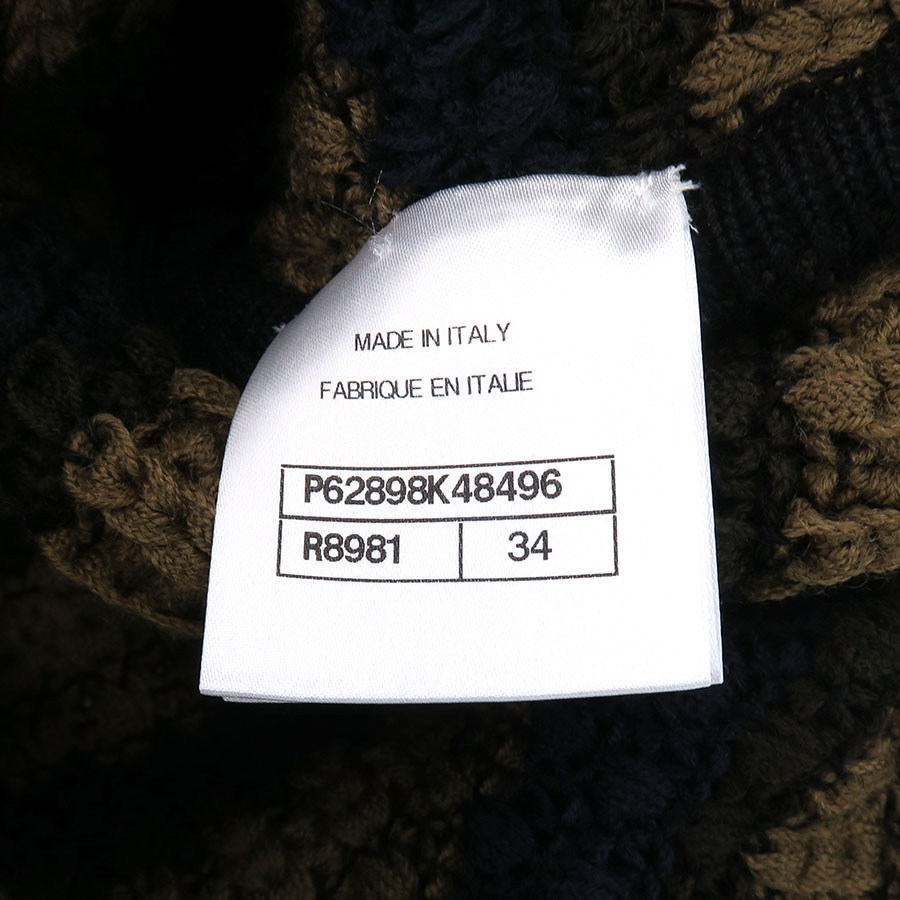 MADE IN ITALY
FABRIQUE EN ITALIE
P62898K48496
R8981 34